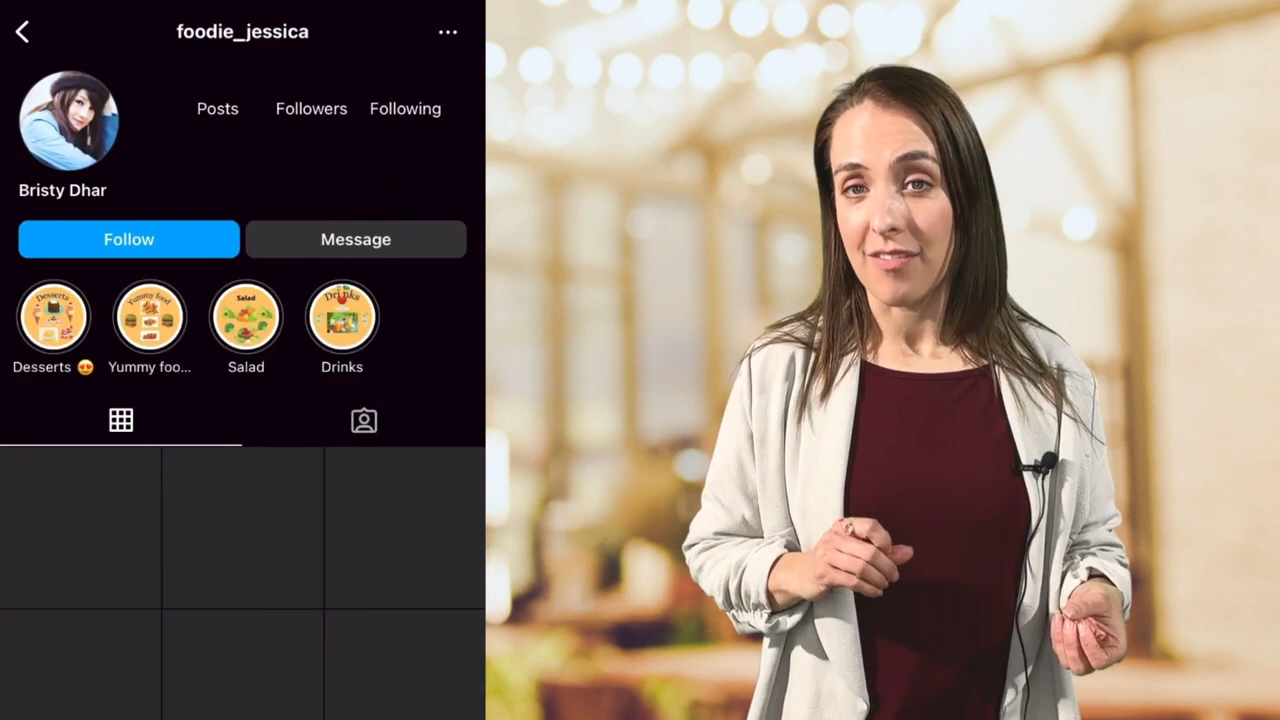 foodie_jessica
Posts Followers Following
Bristy Dhar
Follow Message
Desserts Yummy food Salad Drinks
Desserts 😍 Yummy foo... Salad Drinks